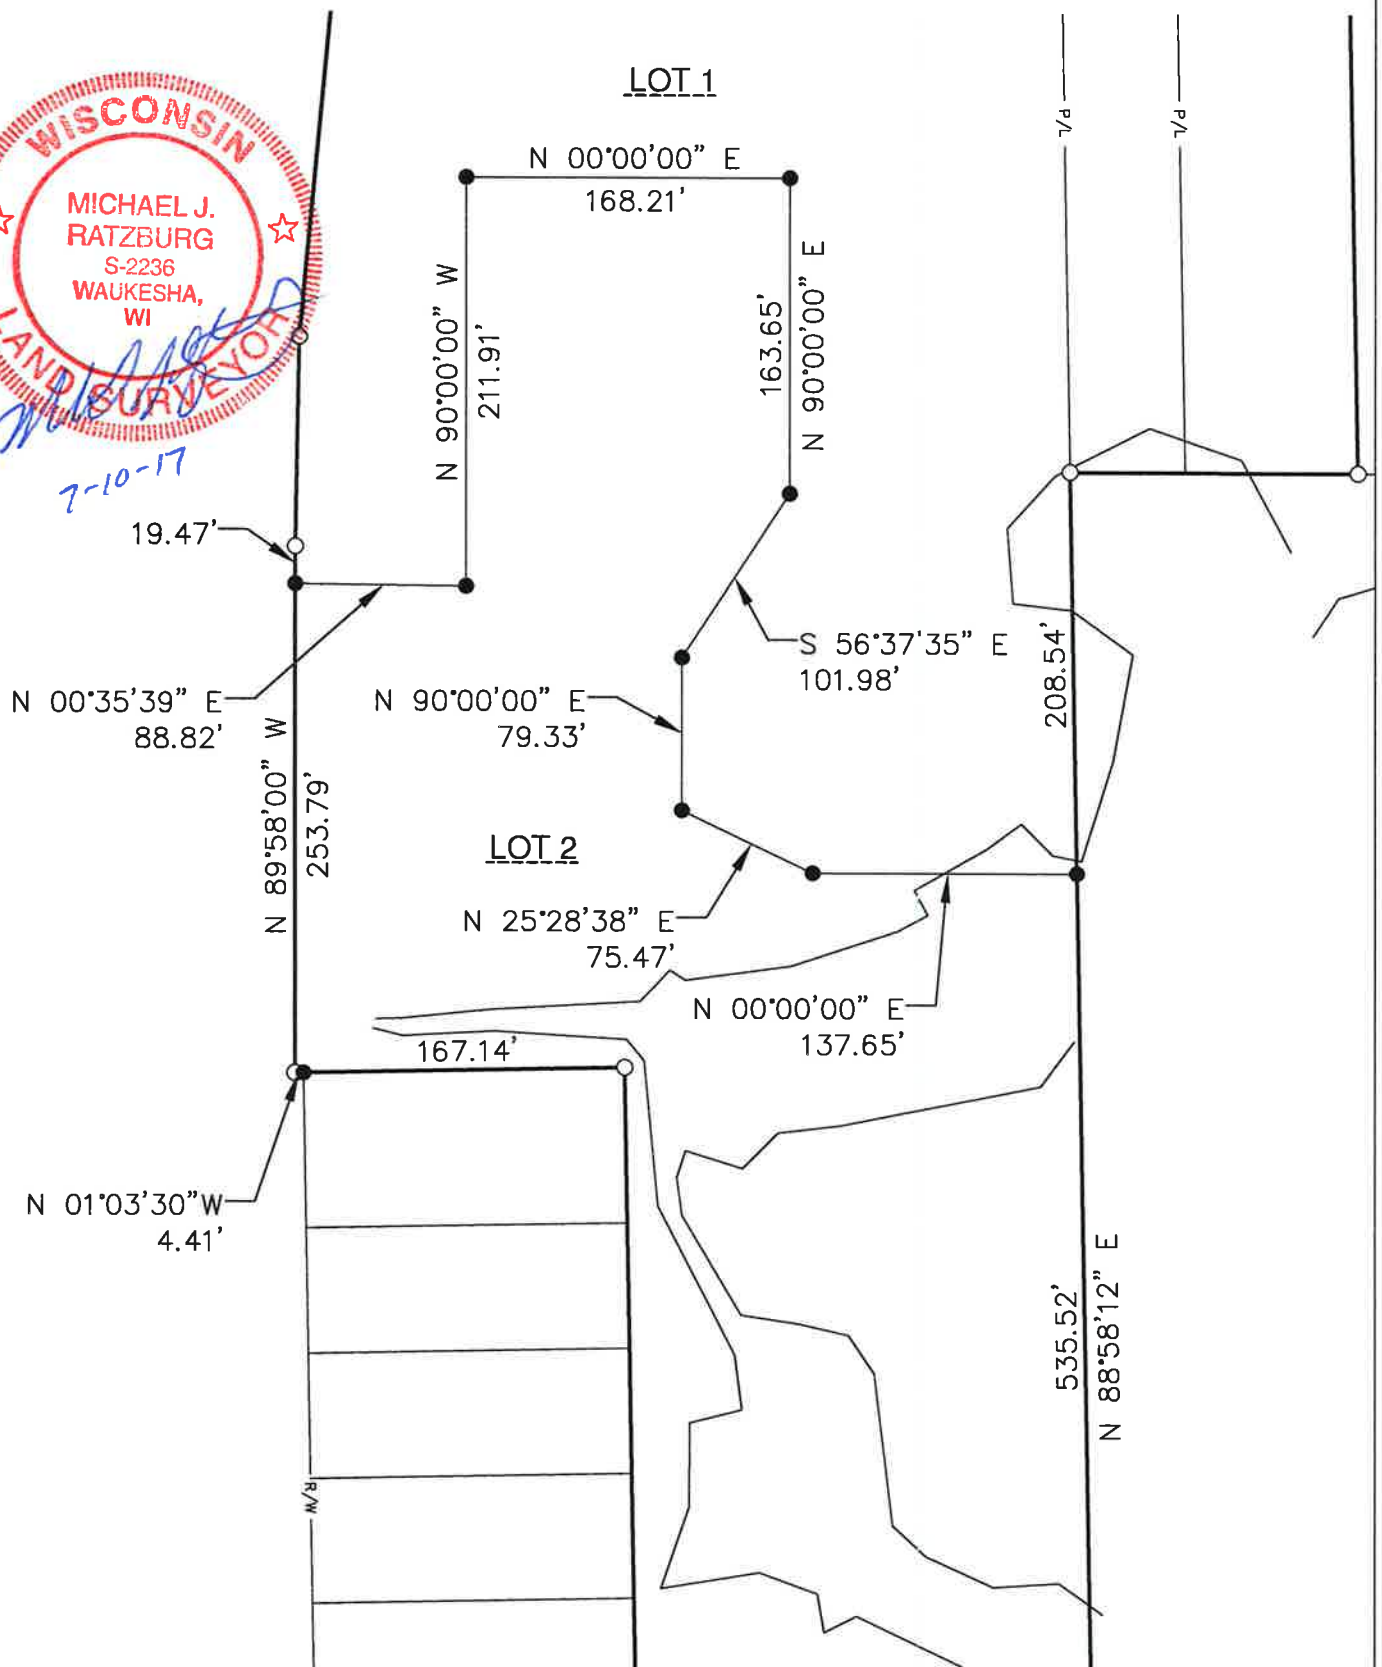 LOT 1
WISCONSIN
MICHAEL J.
RATZBURG
S-2236
WAUKESHA,
WI
LAND SURVEYOR
7-10-17
P/L
P/L
N 00°00'00" E
168.21'
N 90°00'00" W
211.91'
163.65'
N 90°00'00" E
19.47'
S 56°37'35" E
101.98'
N 00°35'39" E
88.82'
N 90°00'00" E
79.33'
208.54'
N 89°58'00" W
253.79'
LOT 2
N 25°28'38" E
75.47'
N 00°00'00" E
137.65'
167.14'
N 01°03'30"W
4.41'
535.52'
N 88°58'12" E
R/W